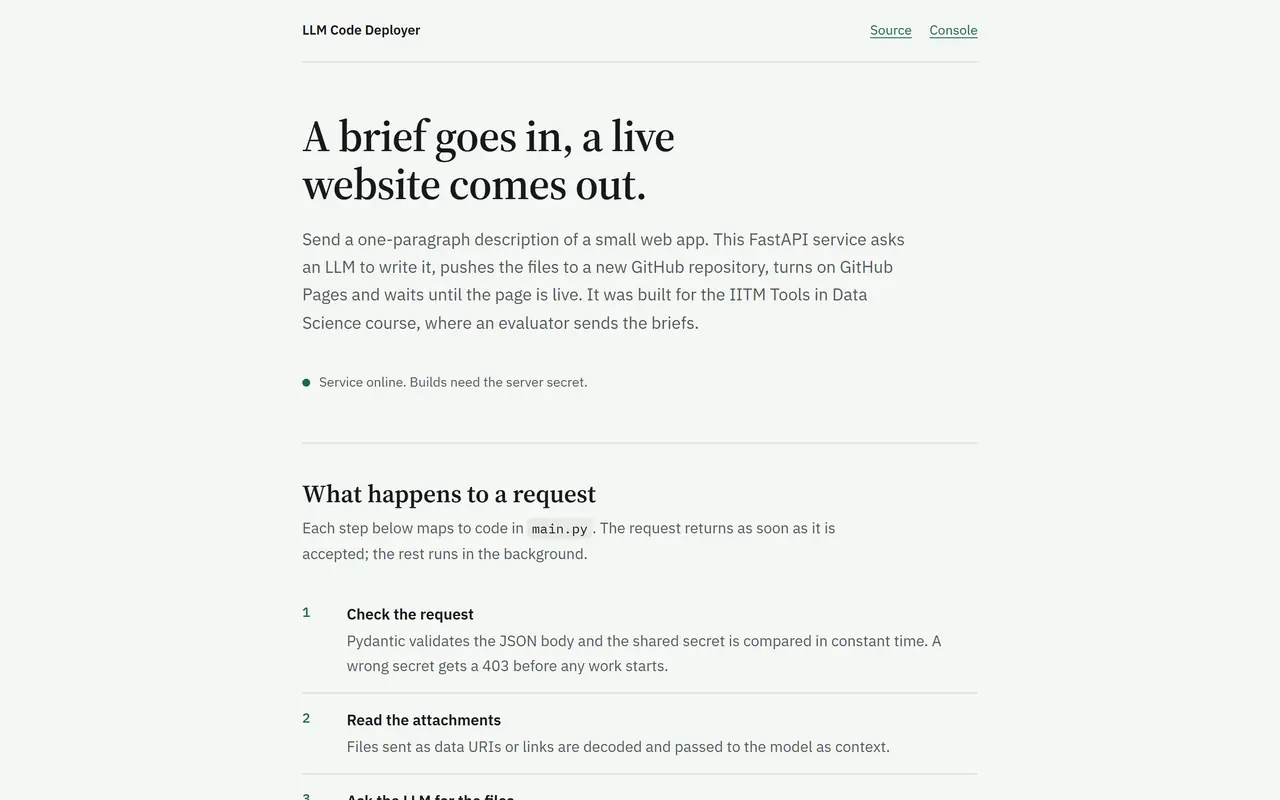 LLM Code Deployer
Source
Console
A brief goes in, a live
website comes out.
Send a one-paragraph description of a small web app. This FastAPI service asks
an LLM to write it, pushes the files to a new GitHub repository, turns on GitHub
Pages and waits until the page is live. It was built for the IITM Tools in Data
Science course, where an evaluator sends the briefs.
Service online. Builds need the server secret.
What happens to a request
Each step below maps to code in main.py. The request returns as soon as it is
accepted; the rest runs in the background.
1
Check the request
Pydantic validates the JSON body and the shared secret is compared in constant time. A
wrong secret gets a 403 before any work starts.
2
Read the attachments
Files sent as data URIs or links are decoded and passed to the model as context.
3
Ask the LLM for the files